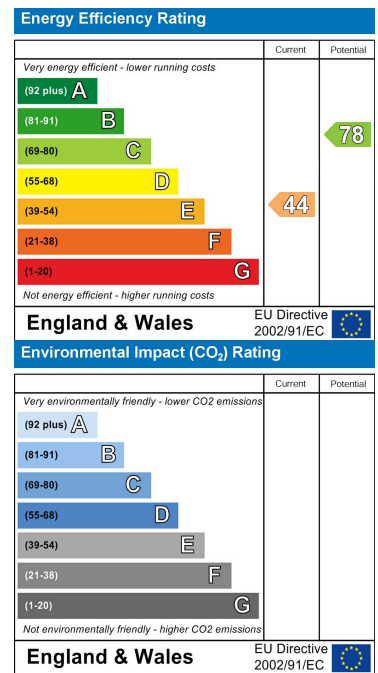 Energy Efficiency Rating
Current Potential
Very energy efficient - lower running costs
(92 plus) A
(81-91) B
(69-80) C
(55-68) D
(39-54) E
(21-38) F
(1-20) G
78
44
Not energy efficient - higher running costs
England & Wales
EU Directive
2002/91/EC
Environmental Impact (CO₂) Rating
Current Potential
Very environmentally friendly - lower CO2 emissions
(92 plus) A
(81-91) B
(69-80) C
(55-68) D
(39-54) E
(21-38) F
(1-20) G
Not environmentally friendly - higher CO2 emissions
England & Wales
EU Directive
2002/91/EC